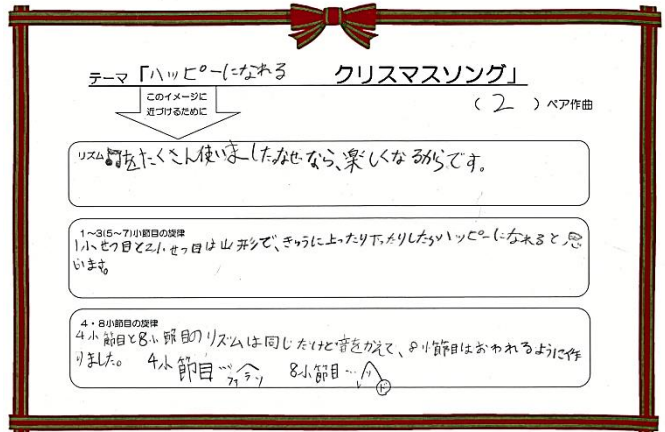 テーマ「ハッピーになれる クリスマスソング」
このイメージに
近づけるために
( 2 ) ペア作曲
リズム ♫をたくさん使いましたなぜなら、楽しくなるからです。
1~3(5~7)小節目の旋律
1小せつ目と2小せつ目は山形で、きゅうに上ったり下ったりしたらハッピーになれると思
います。
4・8小節目の旋律
4小節目と8小節目のリズムは同じだけど音をかえて、8小節目はおわれるように作
りました。 4小節目… 8小節目…
ファラソ ソ ド